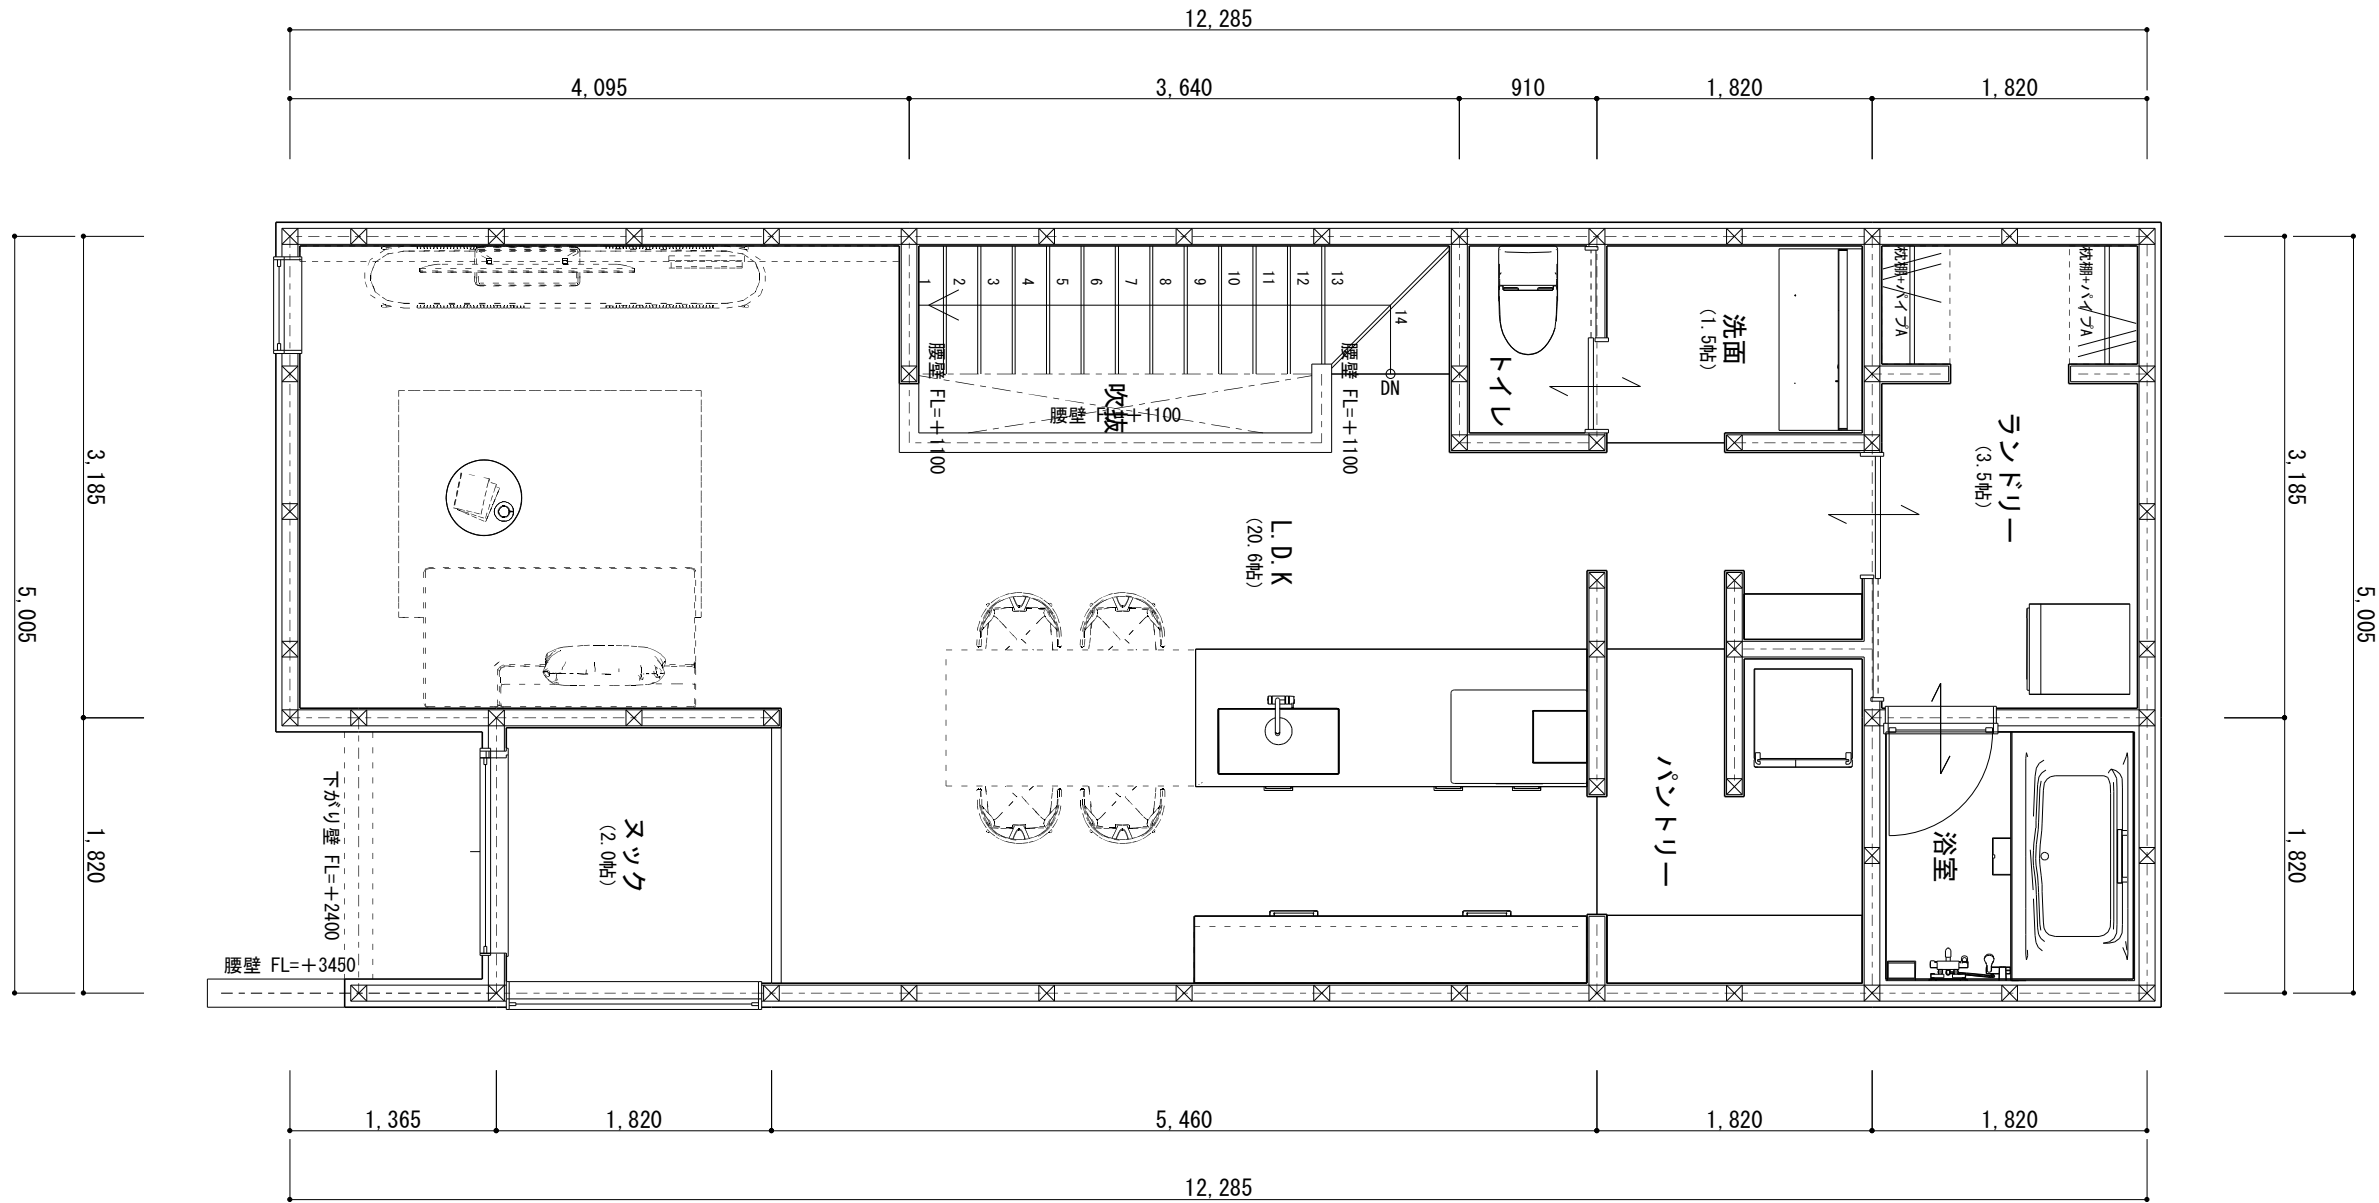 12,285
4,095
3,640
910
1,820
1,820
3,185
1,820
5,005
3,185
1,820
5,005
1
2
3
4
5
6
7
8
9
10
11
12
13
14
DN
腰壁 FL=+1100
吹抜
腰壁 FL=+1100
腰壁 FL=+1100
トイレ
洗面
(1.5帖)
枕棚+パイプA
枕棚+パイプA
ランドリー
(3.5帖)
L.D.K
(20.6帖)
パントリー
浴室
ヌック
(2.0帖)
下がり壁 FL=+2400
腰壁 FL=+3450
1,365
1,820
5,460
1,820
1,820
12,285